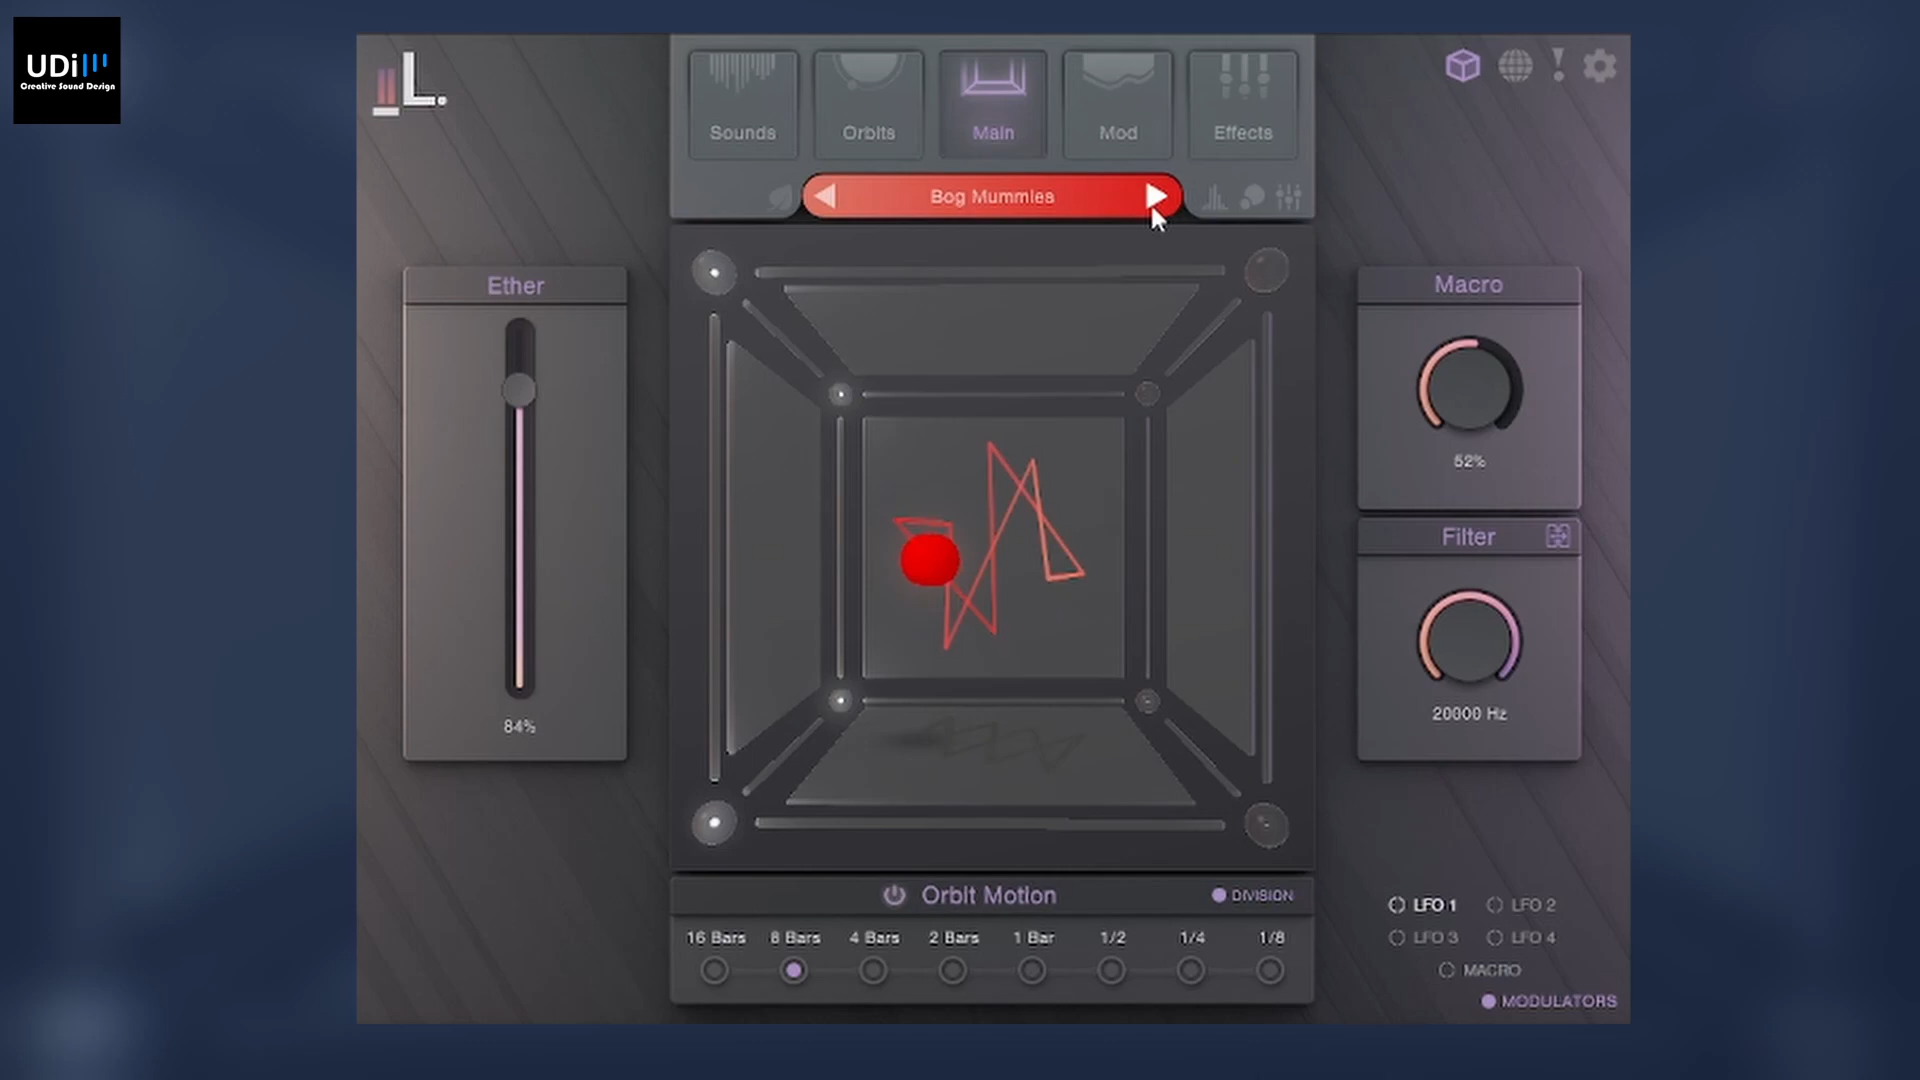 UDi
Creative Sound Design
L.
Sounds
Orbits
Main
Mod
Effects
Bog Mummies
Ether
84%
Macro
52%
Filter
20000 Hz
Orbit Motion
DIVISION
16 Bars
8 Bars
4 Bars
2 Bars
1 Bar
1/2
1/4
1/8
LFO 1
LFO 2
LFO 3
LFO 4
MACRO
MODULATORS